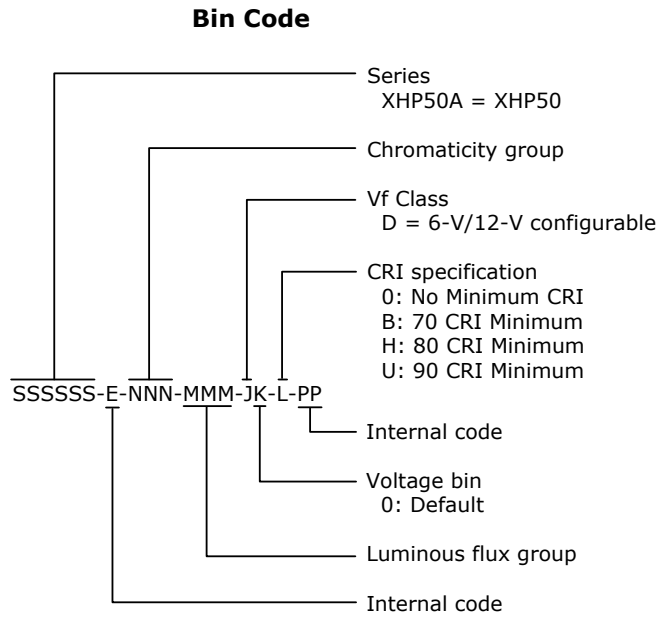 Bin Code
Series
XHP50A = XHP50
Chromaticity group
Vf Class
D = 6-V/12-V configurable
CRI specification
0: No Minimum CRI
B: 70 CRI Minimum
H: 80 CRI Minimum
U: 90 CRI Minimum
SSSSSS-E-NNN-MMM-JK-L-PP
Internal code
Voltage bin
0: Default
Luminous flux group
Internal code